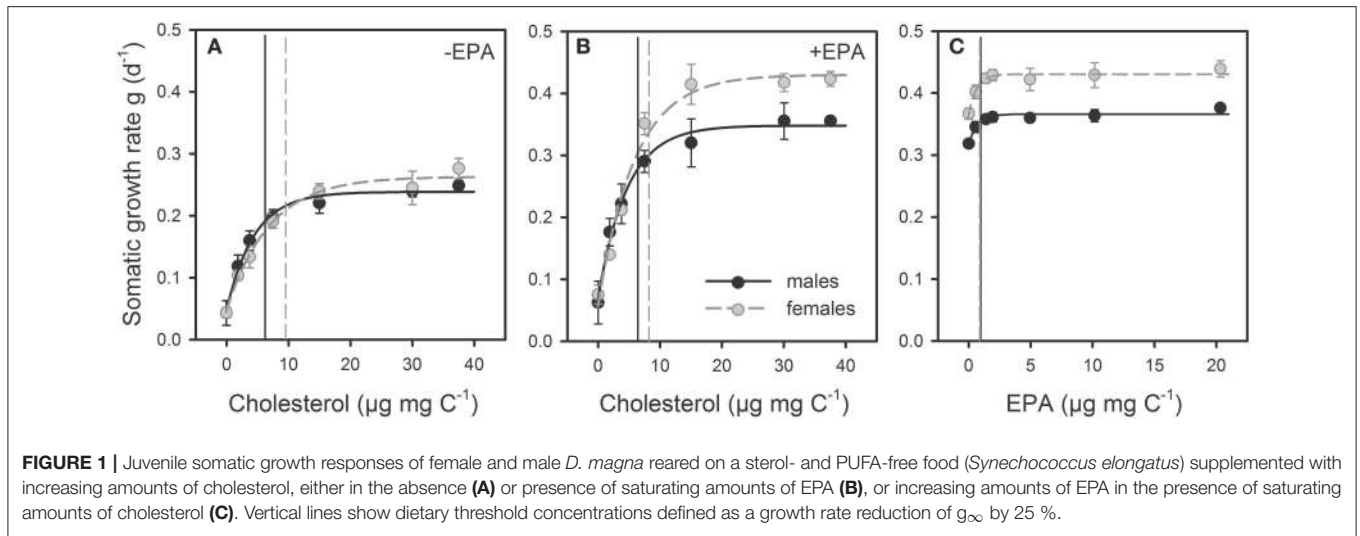 0.5
0.4
0.3
0.2
0.1
0.0
Somatic growth rate g (d⁻¹)
A
-EPA
0
10
20
30
40
Cholesterol (µg mg C⁻¹)
0.5
0.4
0.3
0.2
0.1
0.0
B
+EPA
males
females
0
10
20
30
40
Cholesterol (µg mg C⁻¹)
0.5
0.4
0.3
0.2
0.1
0.0
C
0
5
10
15
20
EPA (µg mg C⁻¹)
FIGURE 1 | Juvenile somatic growth responses of female and male D. magna reared on a sterol- and PUFA-free food (Synechococcus elongatus) supplemented with
increasing amounts of cholesterol, either in the absence (A) or presence of saturating amounts of EPA (B), or increasing amounts of EPA in the presence of saturating
amounts of cholesterol (C). Vertical lines show dietary threshold concentrations defined as a growth rate reduction of g∞ by 25 %.